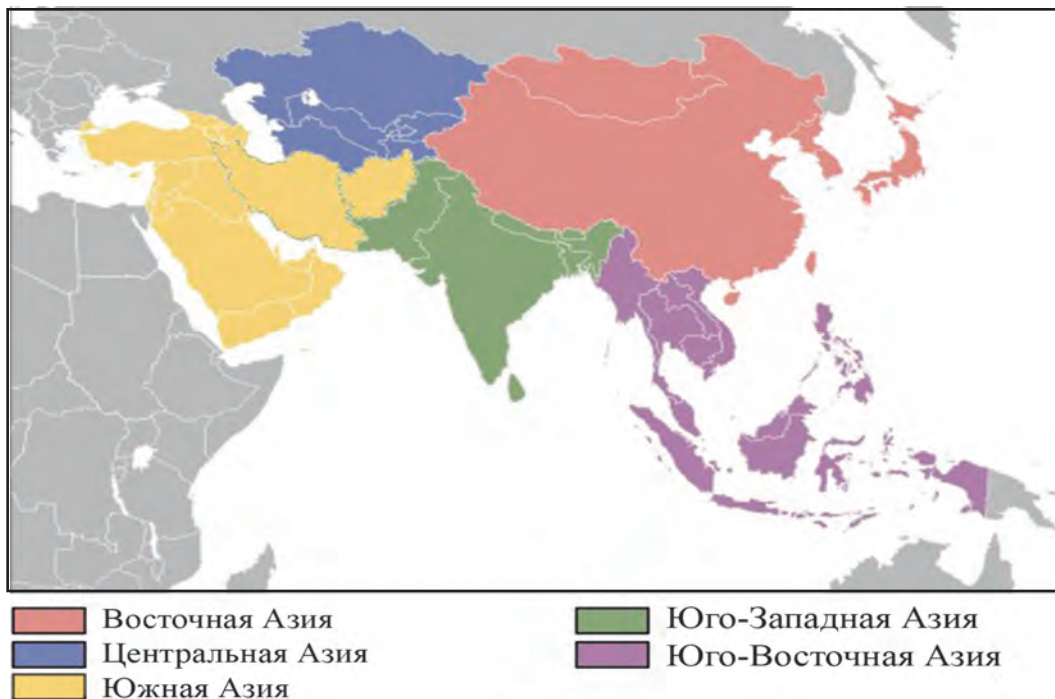 Восточная Азия
Центральная Азия
Южная Азия
Юго-Западная Азия
Юго-Восточная Азия